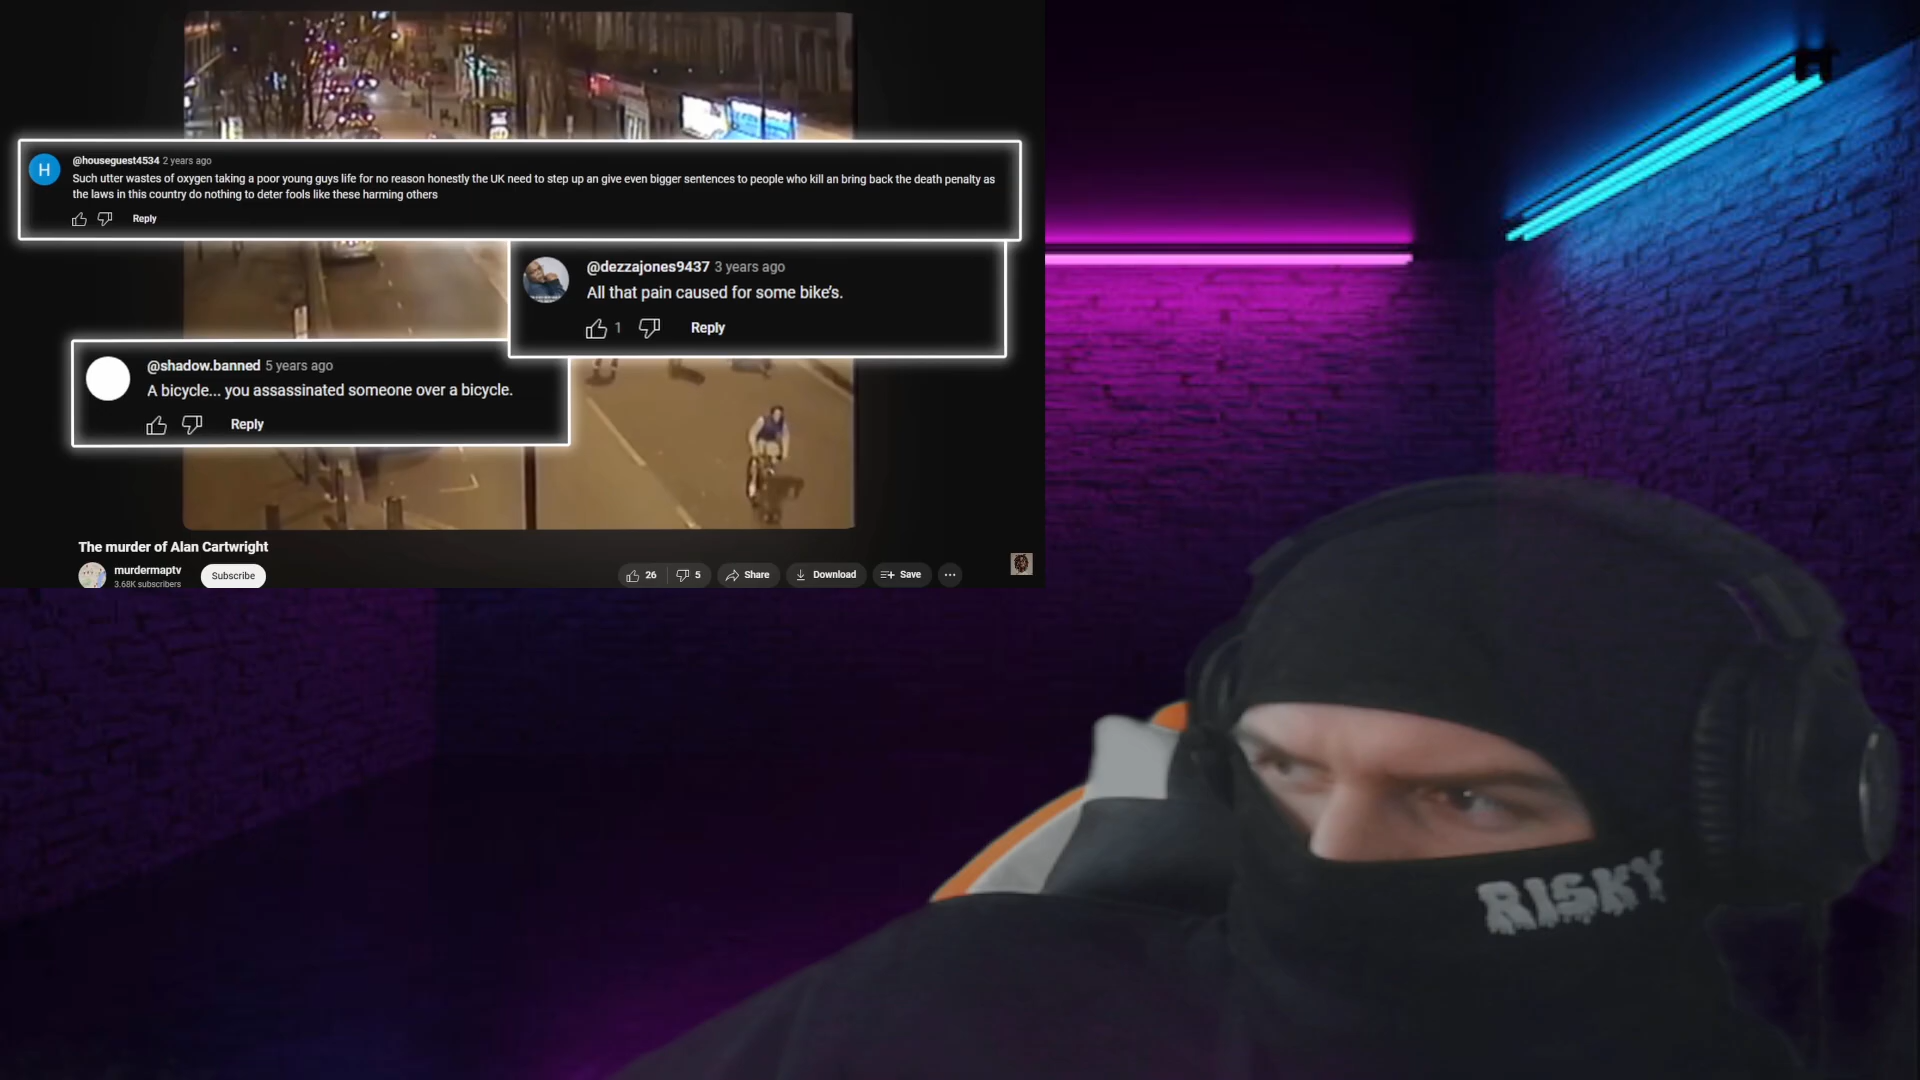 H
@houseguest4534 2 years ago
Such utter wastes of oxygen taking a poor young guys life for no reason honestly the UK need to step up an give even bigger sentences to people who kill an bring back the death penalty as
the laws in this country do nothing to deter fools like these harming others
Reply
@dezzajones9437 3 years ago
All that pain caused for some bike's.
1
Reply
@shadow.banned 5 years ago
A bicycle... you assassinated someone over a bicycle.
Reply
The murder of Alan Cartwright
murdermaptv
3.68K subscribers
Subscribe
26
5
Share
Download
Save
RISKY